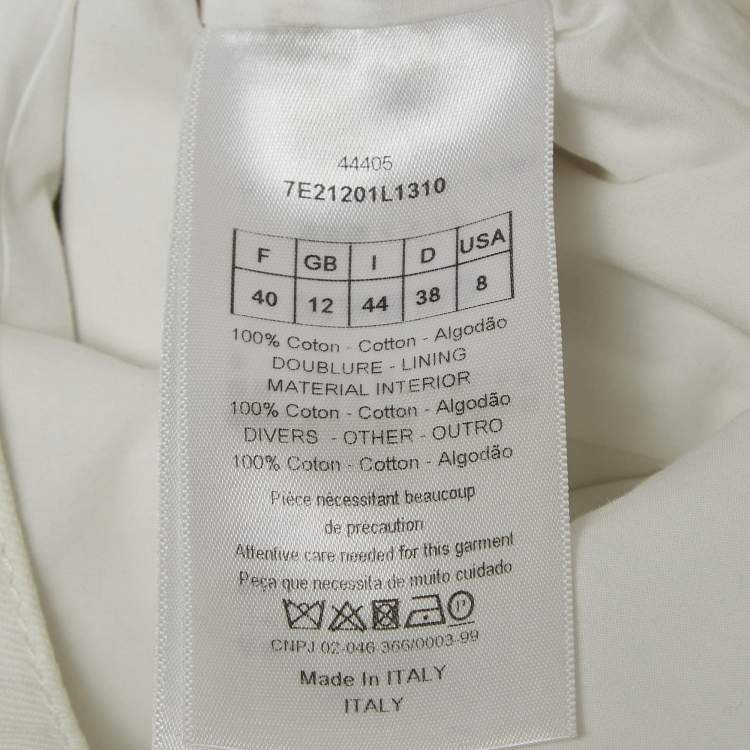 44405
7E21201L1310
F GB I D USA
40 12 44 38 8
100% Coton - Cotton - Algodão
DOUBLURE - LINING
MATERIAL INTERIOR
100% Coton - Cotton - Algodão
DIVERS - OTHER - OUTRO
100% Coton - Cotton - Algodão
Pièce nécessitant beaucoup
de précaution
Attentive care needed for this garment
Peça que necessita de muito cuidado
P
CNPJ 02-046 366/0003-99
Made In ITALY
ITALY